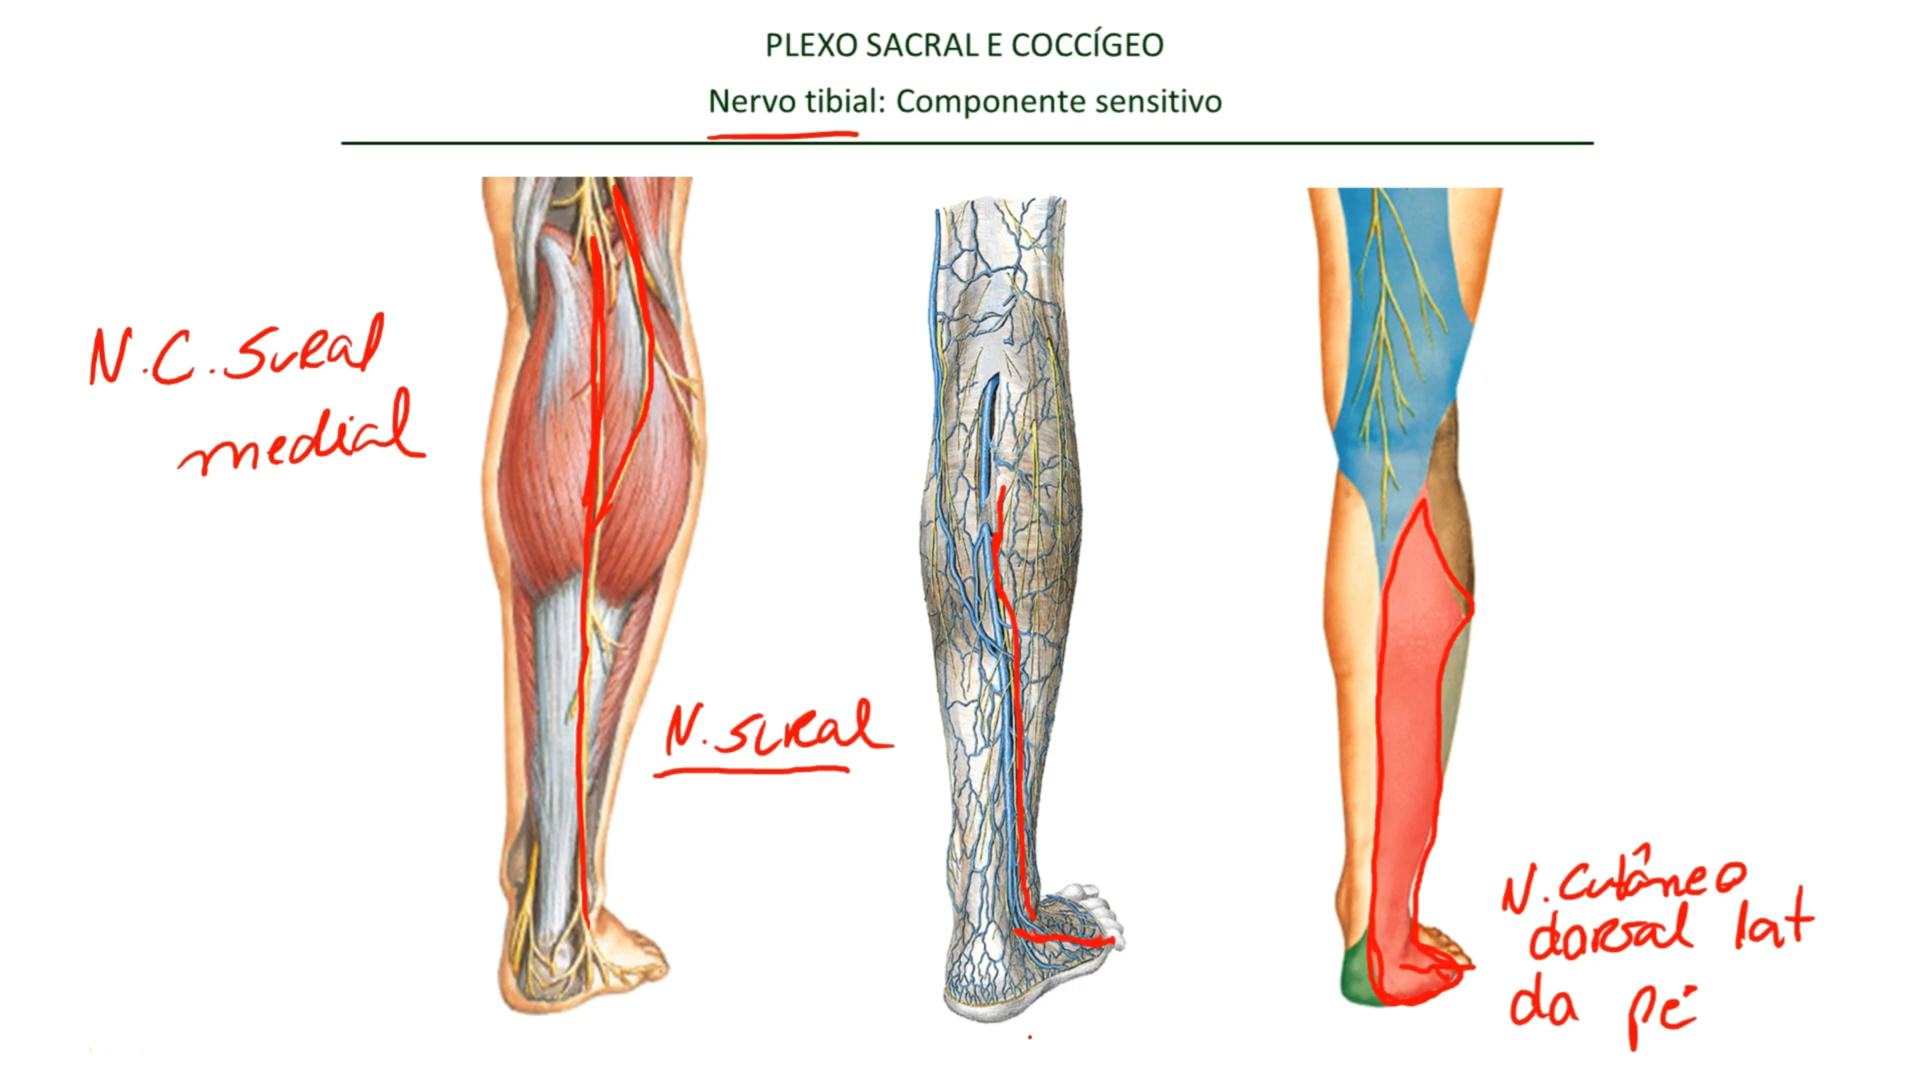 PLEXO SACRAL E COCCÍGEO
Nervo tibial: Componente sensitivo
N.C. Sural
medial
N. sural
N. Cutâneo
dorsal lat
da pé